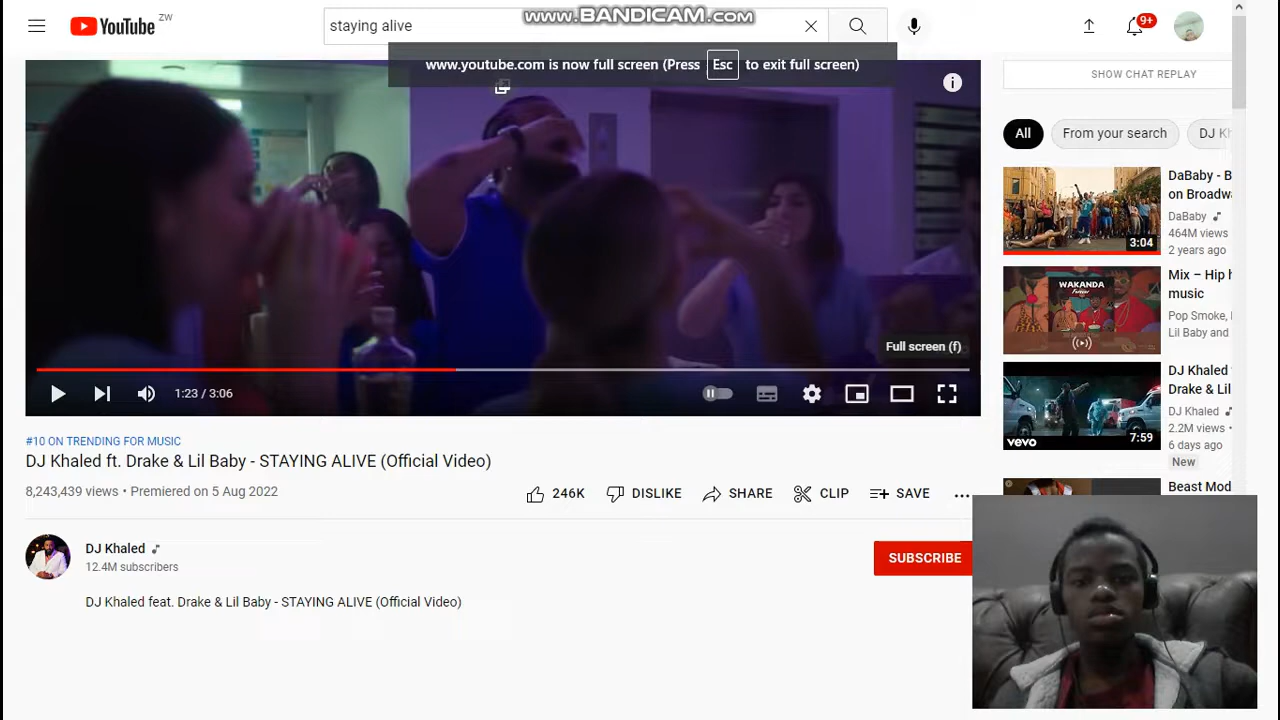 YouTube ZW
staying alive
www.BANDICAM.com
9+
www.youtube.com is now full screen (Press Esc to exit full screen)
i
SHOW CHAT REPLAY
All
From your search
DJ Kh
Full screen (f)
1:23 / 3:06
#10 ON TRENDING FOR MUSIC
DJ Khaled ft. Drake & Lil Baby - STAYING ALIVE (Official Video)
8,243,439 views • Premiered on 5 Aug 2022
246K
DISLIKE
SHARE
CLIP
SAVE
DJ Khaled
12.4M subscribers
SUBSCRIBE
DJ Khaled feat. Drake & Lil Baby - STAYING ALIVE (Official Video)
3:04
DaBaby - B
on Broadwa
DaBaby
464M views
2 years ago
WAKANDA
Forever
Mix – Hip h
music
Pop Smoke,
Lil Baby and
vevo
7:59
DJ Khaled
Drake & Lil
DJ Khaled
2.2M views •
6 days ago
New
Beast Mod